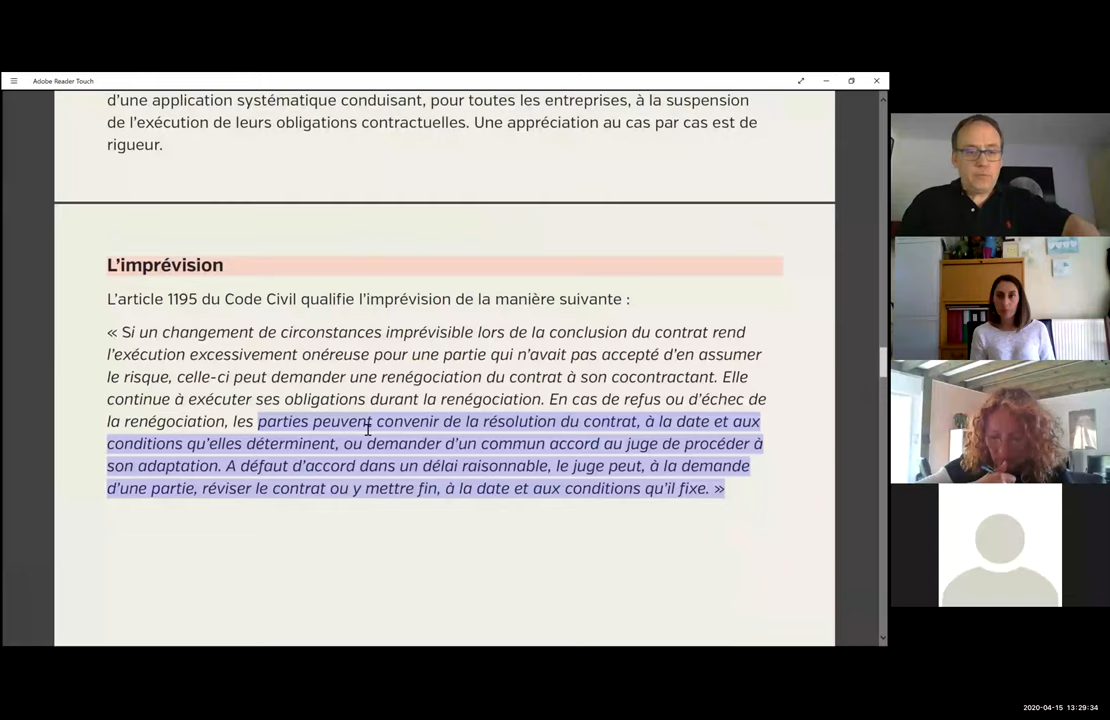 Adobe Reader Touch
d’une application systématique conduisant, pour toutes les entreprises, à la suspension
de l’exécution de leurs obligations contractuelles. Une appréciation au cas par cas est de
rigueur.
L’imprévision
L’article 1195 du Code Civil qualifie l’imprévision de la manière suivante :
« Si un changement de circonstances imprévisible lors de la conclusion du contrat rend
l’exécution excessivement onéreuse pour une partie qui n’avait pas accepté d’en assumer
le risque, celle-ci peut demander une renégociation du contrat à son cocontractant. Elle
continue à exécuter ses obligations durant la renégociation. En cas de refus ou d’échec de
la renégociation, les parties peuvent convenir de la résolution du contrat, à la date et aux
conditions qu’elles déterminent, ou demander d’un commun accord au juge de procéder à
son adaptation. A défaut d’accord dans un délai raisonnable, le juge peut, à la demande
d’une partie, réviser le contrat ou y mettre fin, à la date et aux conditions qu’il fixe. »
2020-04-15 13:29:34